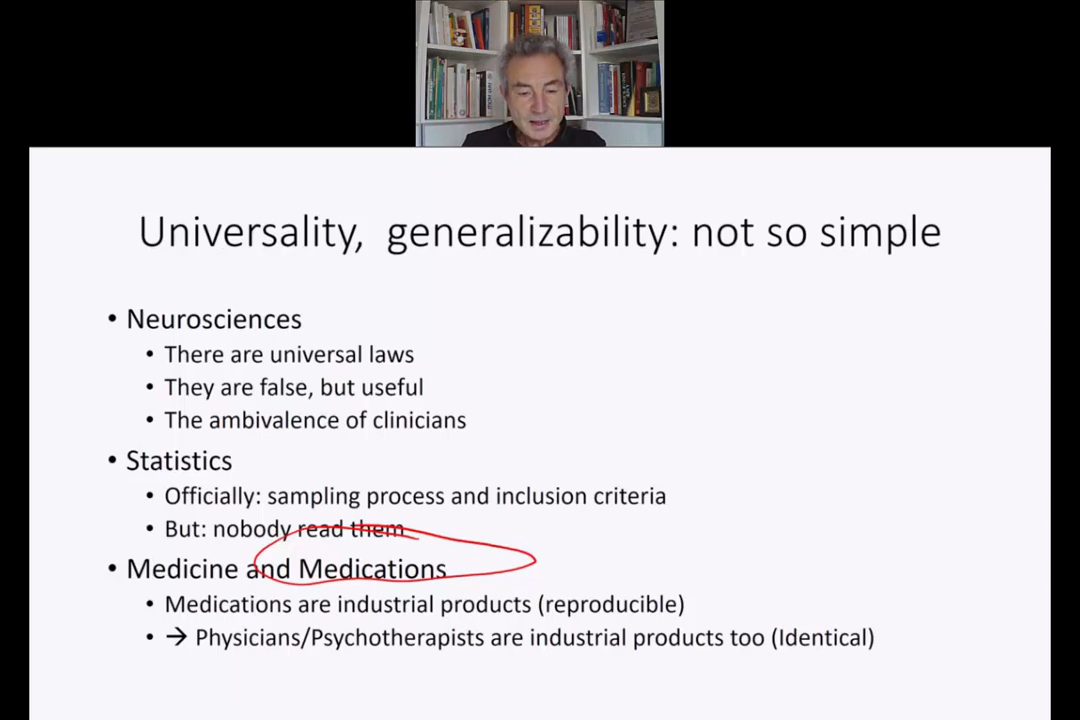 Universality, generalizability: not so simple
• Neurosciences
• There are universal laws
• They are false, but useful
• The ambivalence of clinicians
• Statistics
• Officially: sampling process and inclusion criteria
• But: nobody read them
• Medicine and Medications
• Medications are industrial products (reproducible)
• → Physicians/Psychotherapists are industrial products too (Identical)